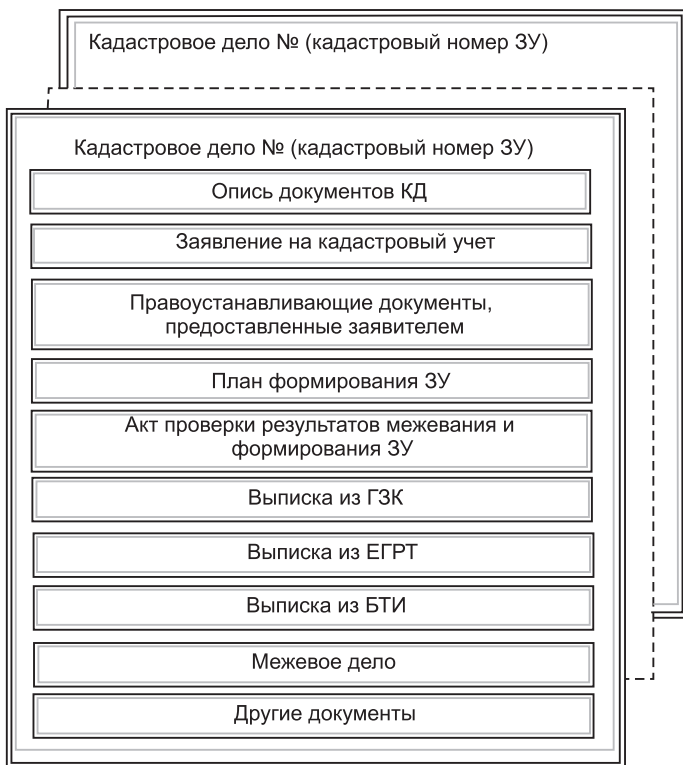 Кадастровое дело № (кадастровый номер ЗУ)
Кадастровое дело № (кадастровый номер ЗУ)
Опись документов КД
Заявление на кадастровый учет
Правоустанавливающие документы,
предоставленные заявителем
План формирования ЗУ
Акт проверки результатов межевания и
формирования ЗУ
Выписка из ГЗК
Выписка из ЕГРТ
Выписка из БТИ
Межевое дело
Другие документы